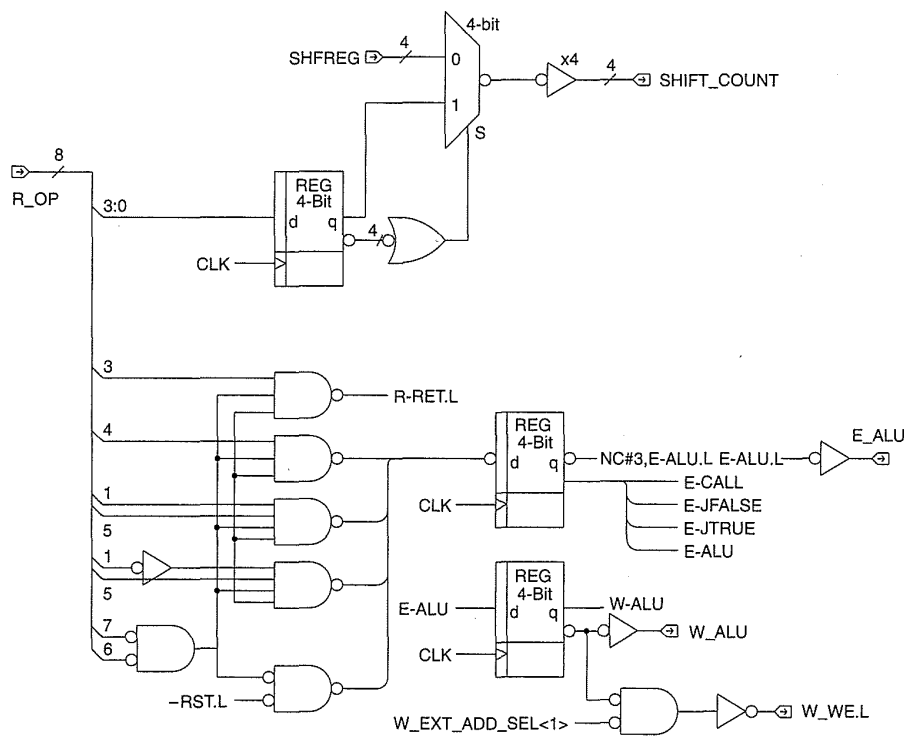 4-bit
SHFREG 4 0 x4 4 SHIFT_COUNT
1
S
8
R_OP
REG
4-Bit
3:0 d q
4
CLK
3
R-RET.L
4
REG
4-Bit
E_ALU
d q NC#3,E-ALU.L E-ALU.L
E-CALL
1
CLK E-JFALSE
5
E-JTRUE
E-ALU
1
REG
4-Bit
5
E-ALU d q W-ALU
7
W_ALU
6
CLK
–RST.L
W_EXT_ADD_SEL<1>
W_WE.L